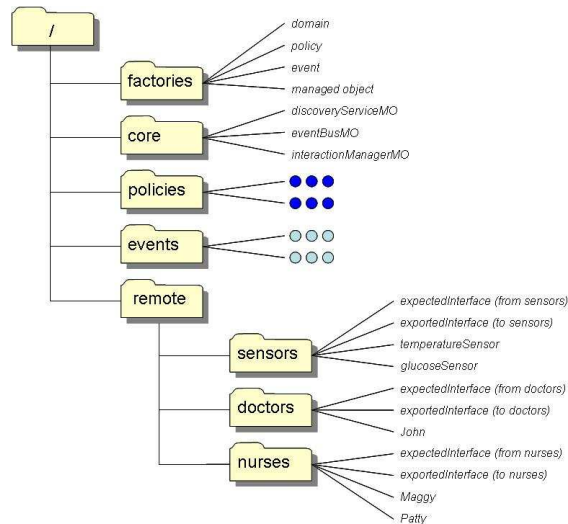 /
domain
policy
event
managed object
factories
discoveryServiceMO
eventBusMO
interactionManagerMO
core
policies
events
remote
expectedInterface (from sensors)
exportedInterface (to sensors)
temperatureSensor
glucoseSensor
sensors
expectedInterface (from doctors)
exportedInterface (to doctors)
John
doctors
expectedInterface (from nurses)
exportedInterface (to nurses)
Maggy
Patty
nurses